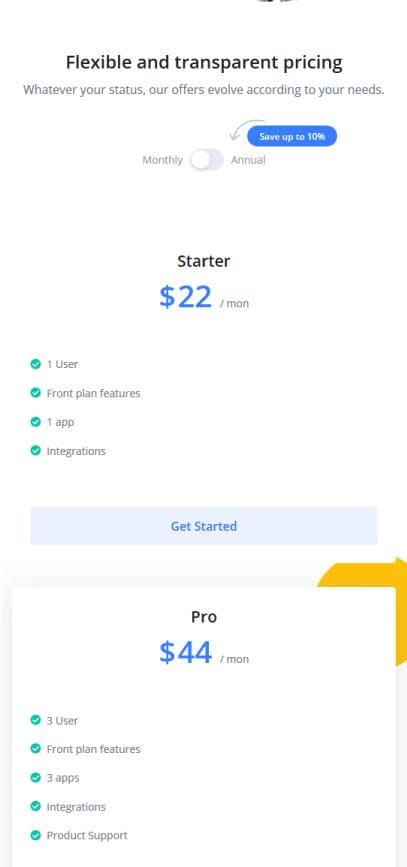 Flexible and transparent pricing
Whatever your status, our offers evolve according to your needs.
Save up to 10%
Monthly Annual
Starter
$22 / mon
1 User
Front plan features
1 app
Integrations
Get Started
Pro
$44 / mon
3 User
Front plan features
3 apps
Integrations
Product Support